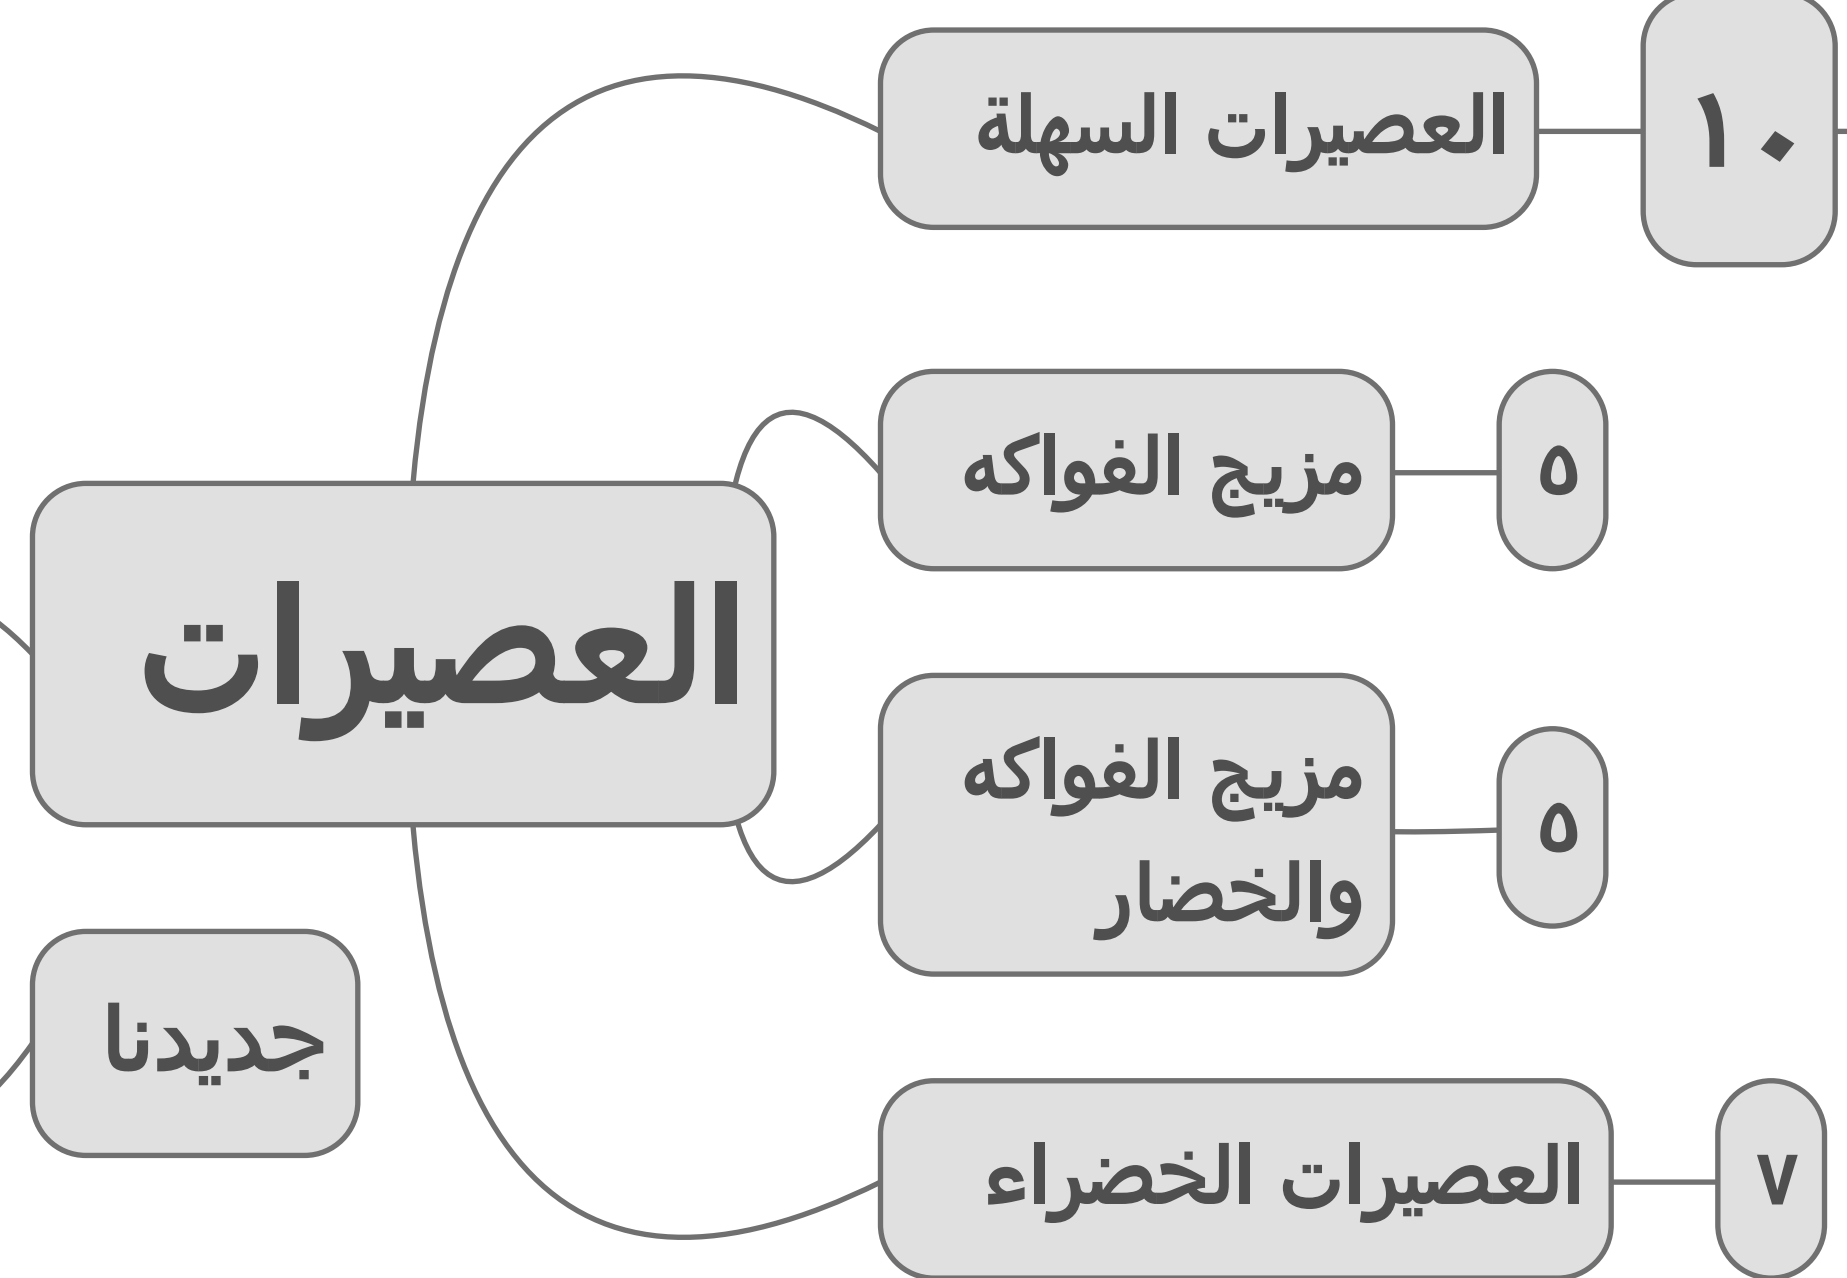 العصيرات السهلة
١٠
مزيج الفواكه
٥
العصيرات
مزيج الفواكه
والخضار
٥
جديدنا
العصيرات الخضراء
٧